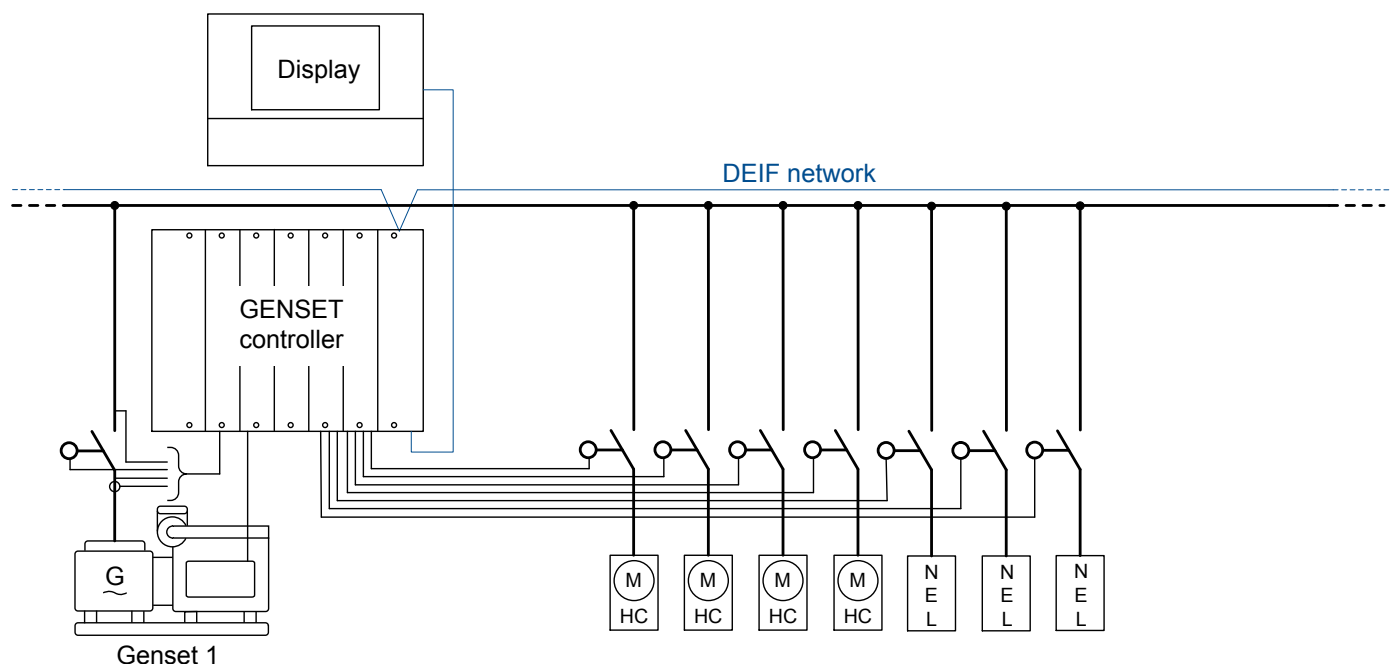 Display
DEIF network
GENSET
controller
G
Genset 1
M
HC
M
HC
M
HC
M
HC
N
E
L
N
E
L
N
E
L